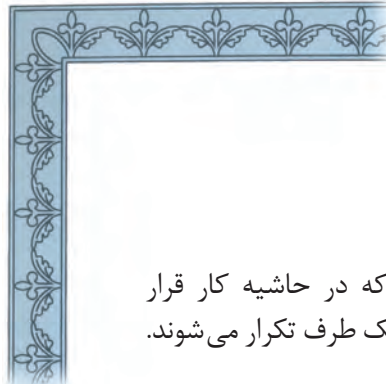 که در حاشیه کار قرار
ک طرف تکرار می‌شوند.